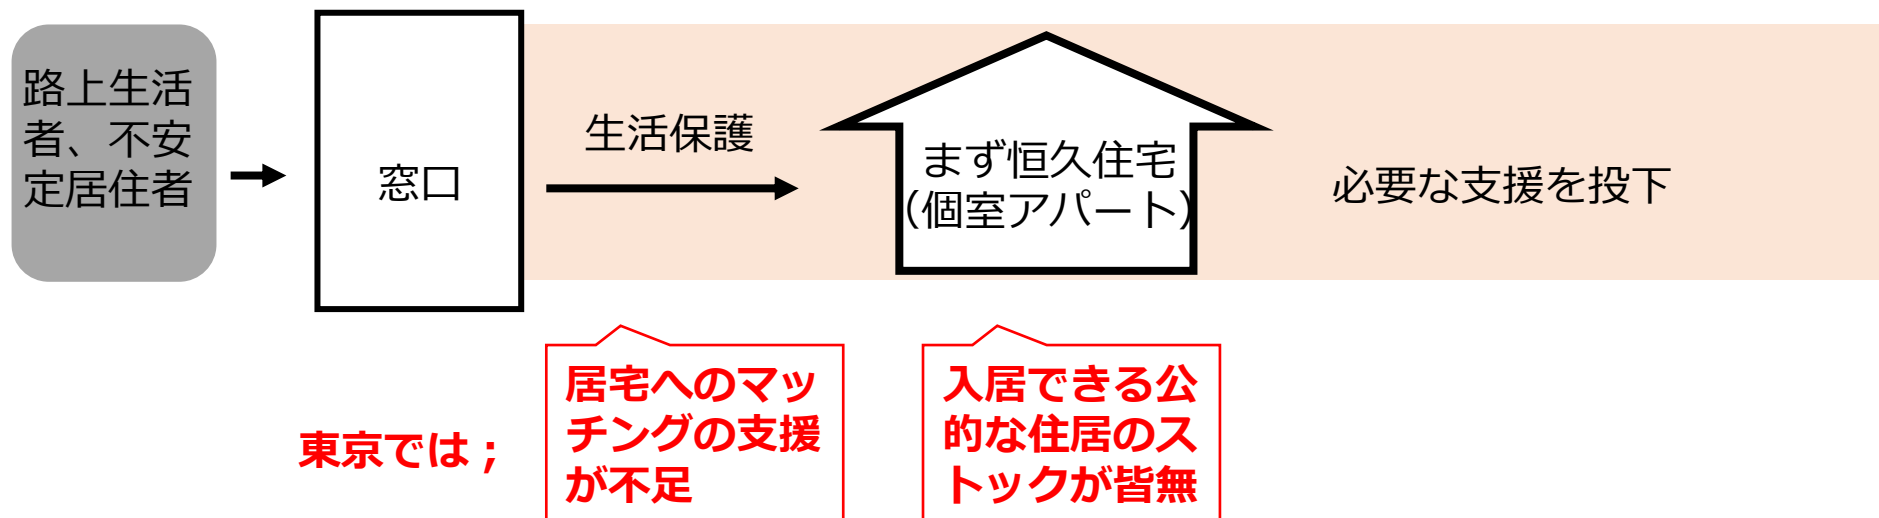 路上生活
者、不安
定居住者
窓口
生活保護
まず恒久住宅
（個室アパート）
必要な支援を投下
東京では；
居宅へのマッ
チングの支援
が不足
入居できる公
的な住居のス
トックが皆無